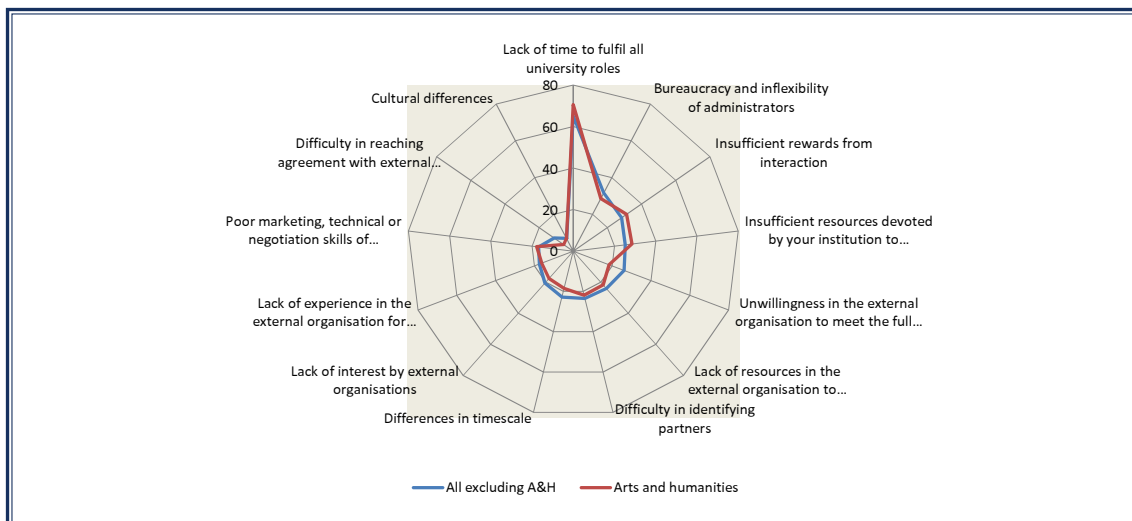 Lack of time to fulfil all
university roles
Bureaucracy and inflexibility
of administrators
Insufficient rewards from
interaction
Insufficient resources devoted
by your institution to...
Unwillingness in the external
organisation to meet the full...
Lack of resources in the
external organisation to...
Difficulty in identifying
partners
Differences in timescale
Lack of interest by external
organisations
Lack of experience in the
external organisation for...
Poor marketing, technical or
negotiation skills of...
Difficulty in reaching
agreement with external...
Cultural differences
80
60
40
20
0
All excluding A&H
Arts and humanities